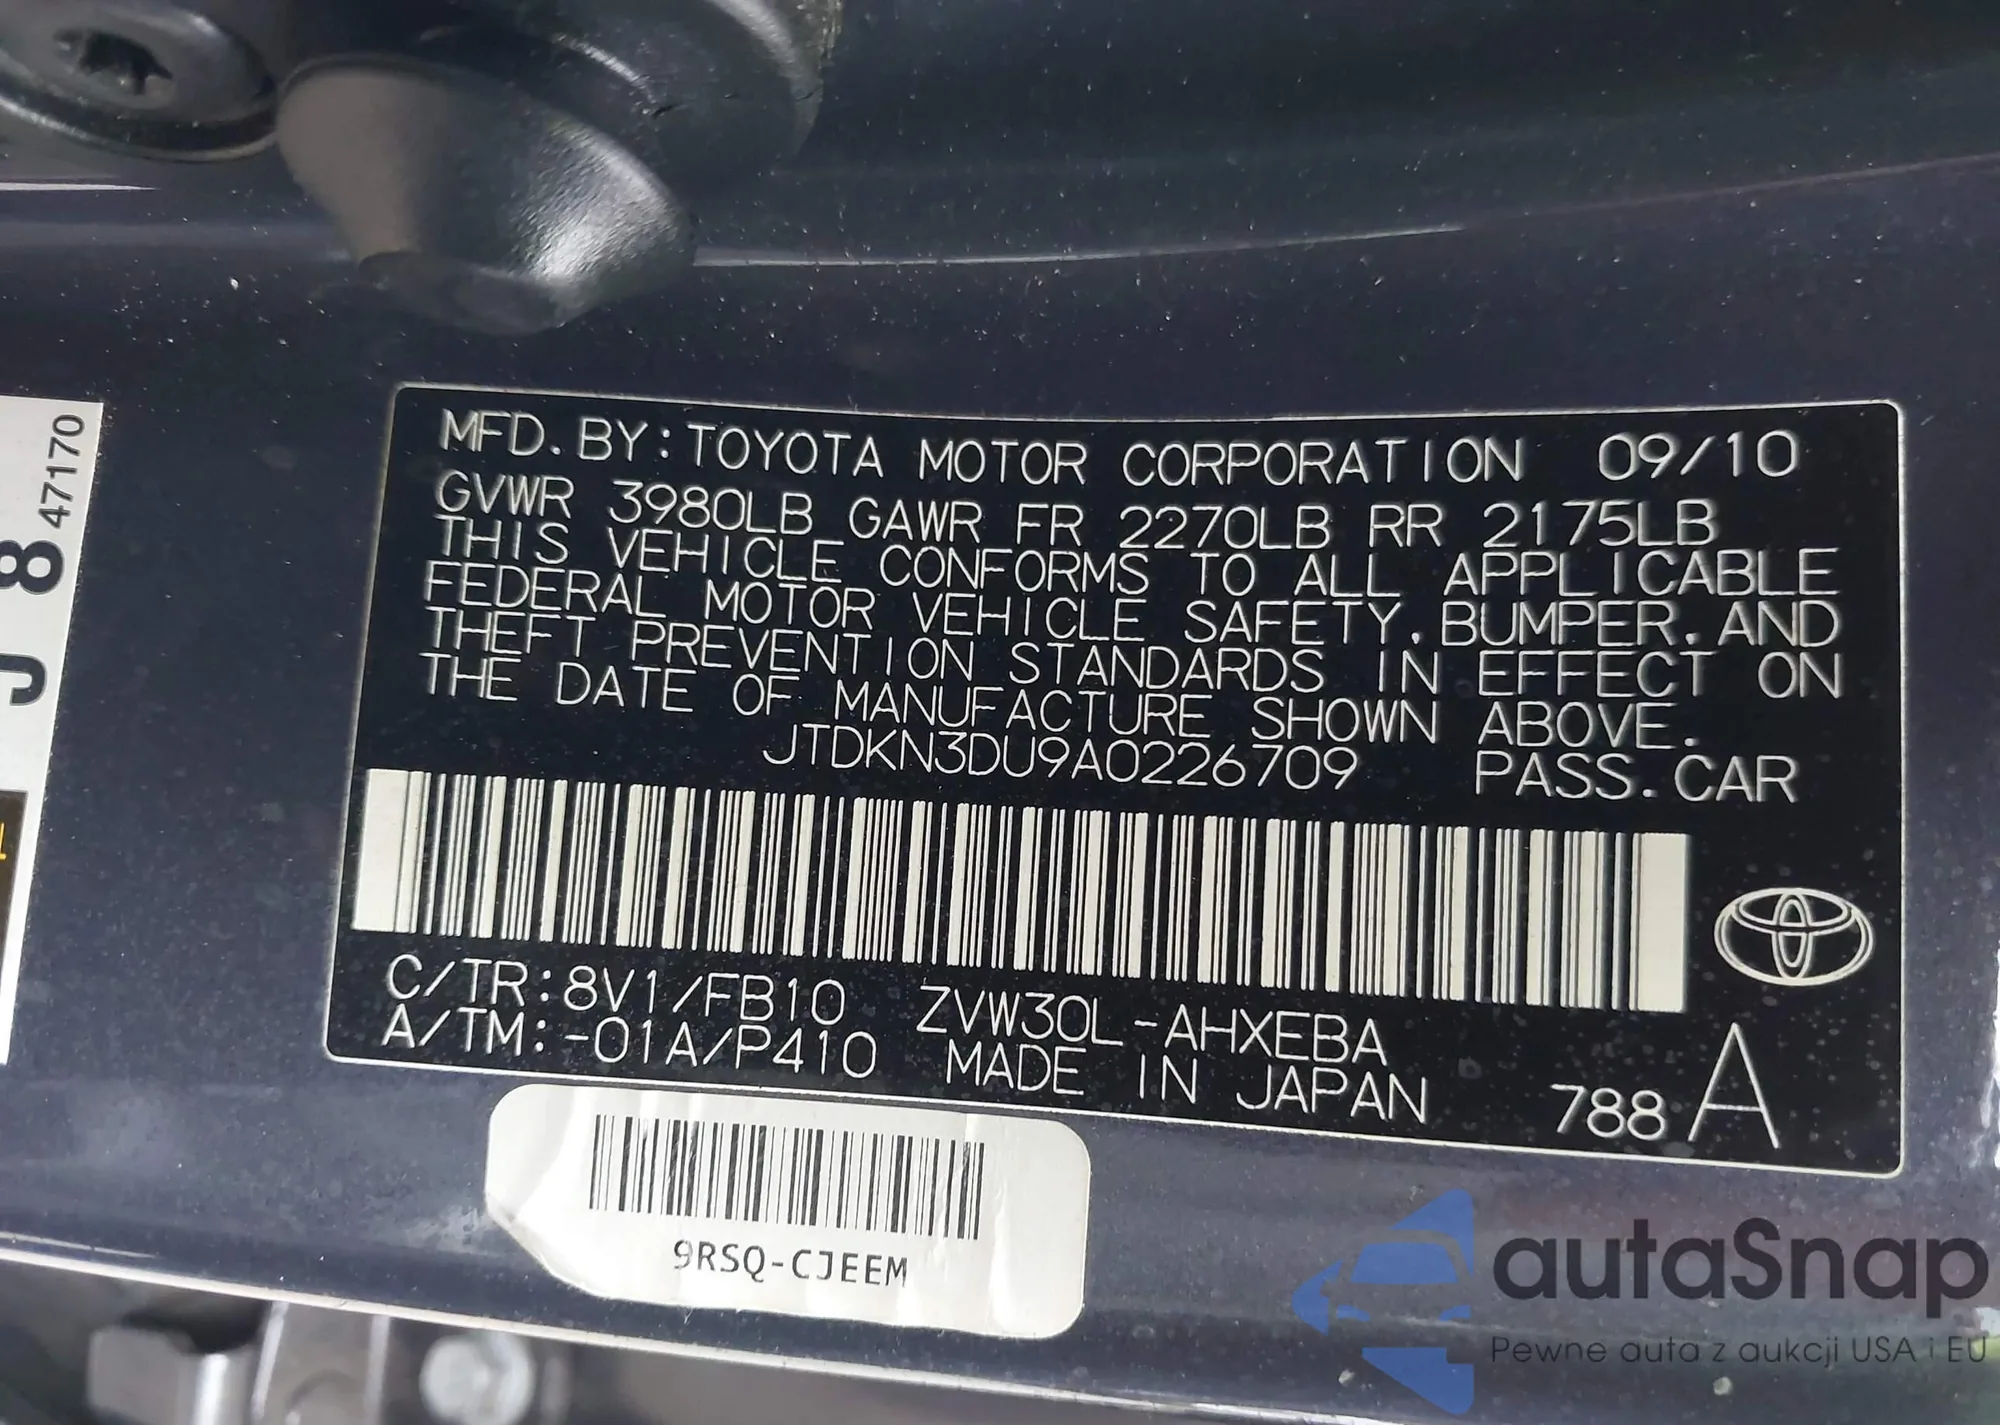 47170
J 8
MFD. BY: TOYOTA MOTOR CORPORATION 09/10
GVWR 3980LB GAWR FR 2270LB RR 2175LB
THIS VEHICLE CONFORMS TO ALL APPLICABLE
FEDERAL MOTOR VEHICLE SAFETY, BUMPER, AND
THEFT PREVENTION STANDARDS IN EFFECT ON
THE DATE OF MANUFACTURE SHOWN ABOVE.
JTDKN3DU9A0226709 PASS. CAR
C/TR:8V1/FB10 ZVW30L-AHXEBA
A/TM:-01A/P410 MADE IN JAPAN 788 A
9RSQ-CJEEM
autaSnap
Pewne auta z aukcji USA i EU